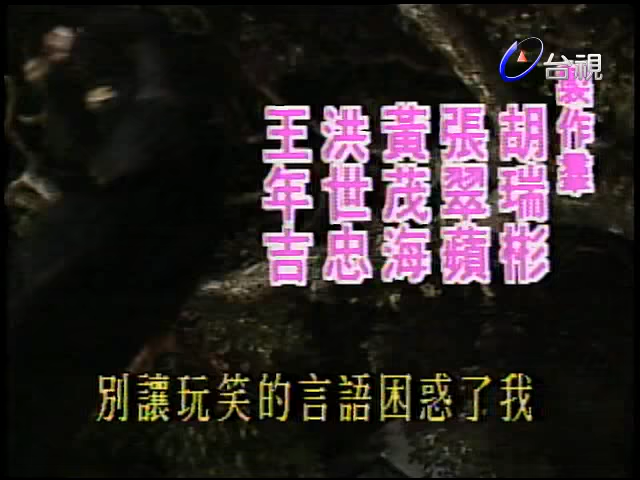 台視
製作羣
胡瑞彬
張翠蘋
黃茂海
洪世忠
王年吉
別讓玩笑的言語困惑了我